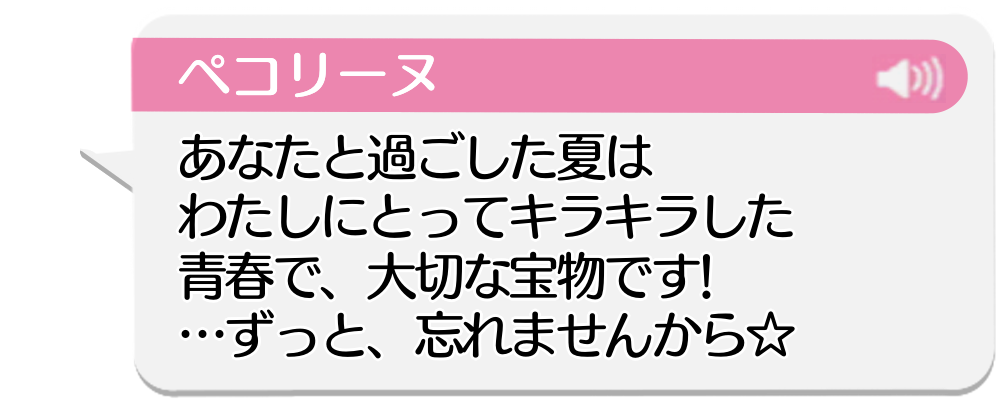 ペコリーヌ
あなたと過ごした夏は
わたしにとってキラキラした
青春で、大切な宝物です!
…ずっと、忘れませんから☆